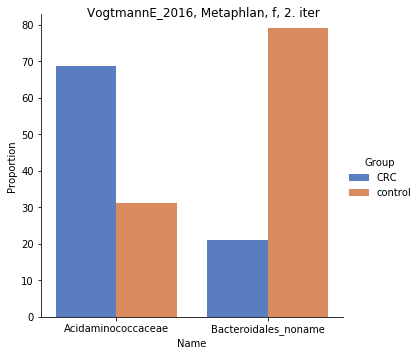 VogtmannE_2016, Metaphlan, f, 2. iter
80
70
60
50
40
30
20
10
0
Proportion
Acidaminococcaceae
Bacteroidales_noname
Name
Group
CRC
control